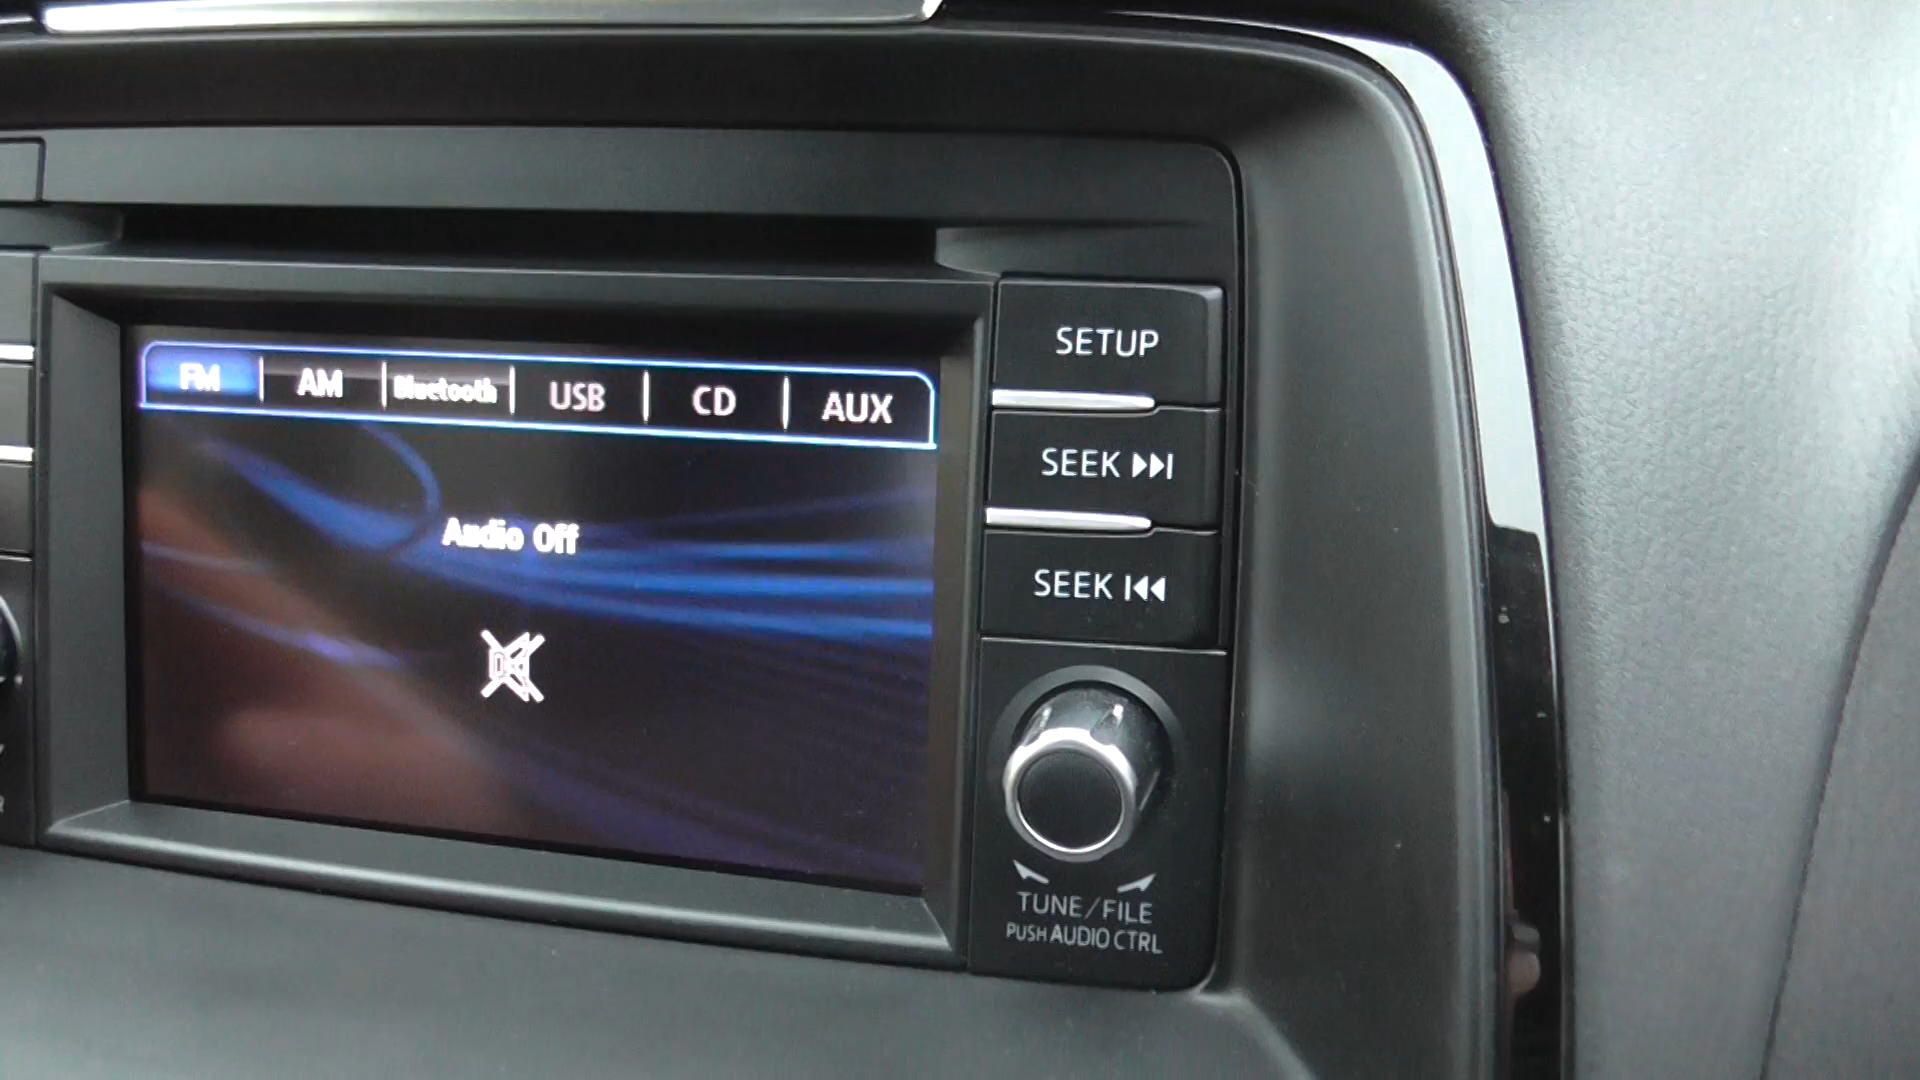 FM AM Bluetooth USB CD AUX
Audio Off
SETUP
SEEK
SEEK
TUNE/FILE
PUSH AUDIO CTRL
R